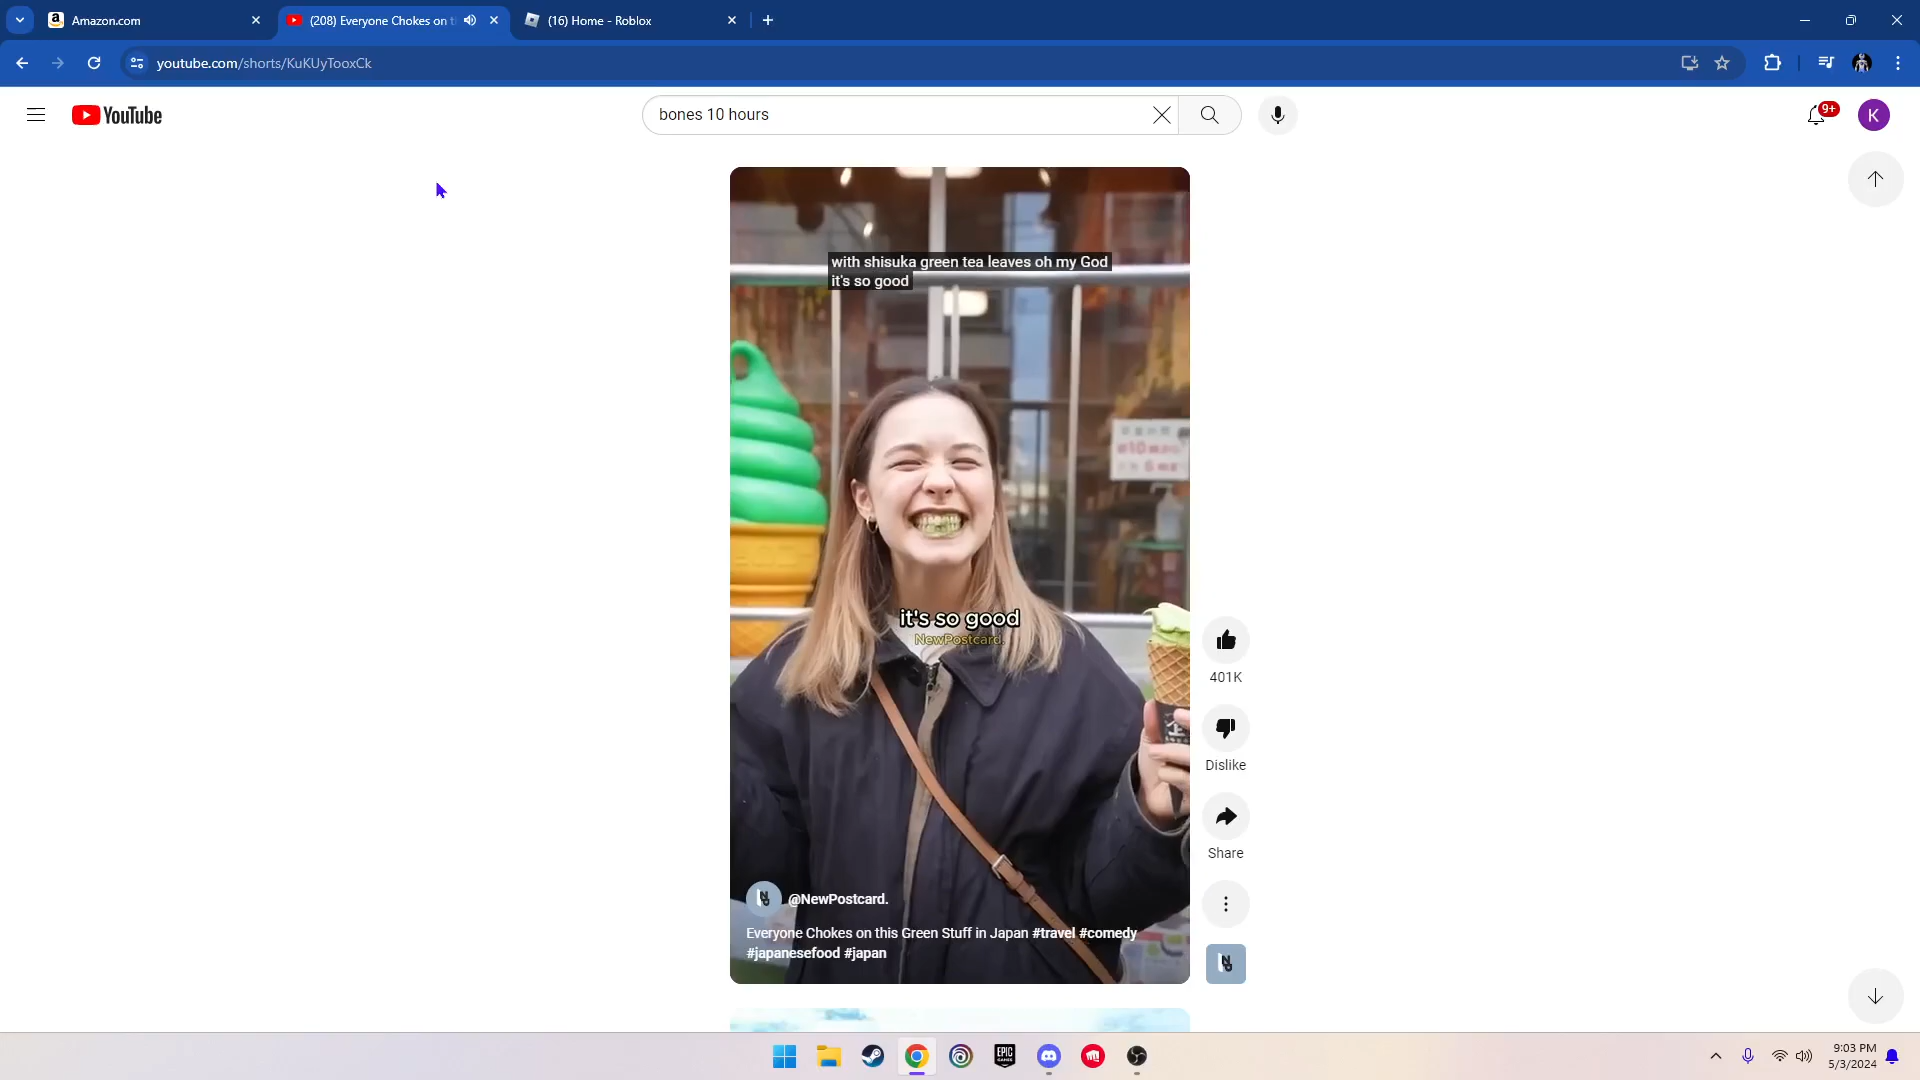 Amazon.com
(208) Everyone Chokes on
(16) Home - Roblox
youtube.com/shorts/KuKUyTooxCk
YouTube
bones 10 hours
9+
K
with shisuka green tea leaves oh my God
it's so good
it's so good
NewPostcard.
401K
Dislike
Share
@NewPostcard.
Everyone Chokes on this Green Stuff in Japan #travel #comedy
#japanesefood #japan
EPIC
GAMES
9:03 PM
5/3/2024